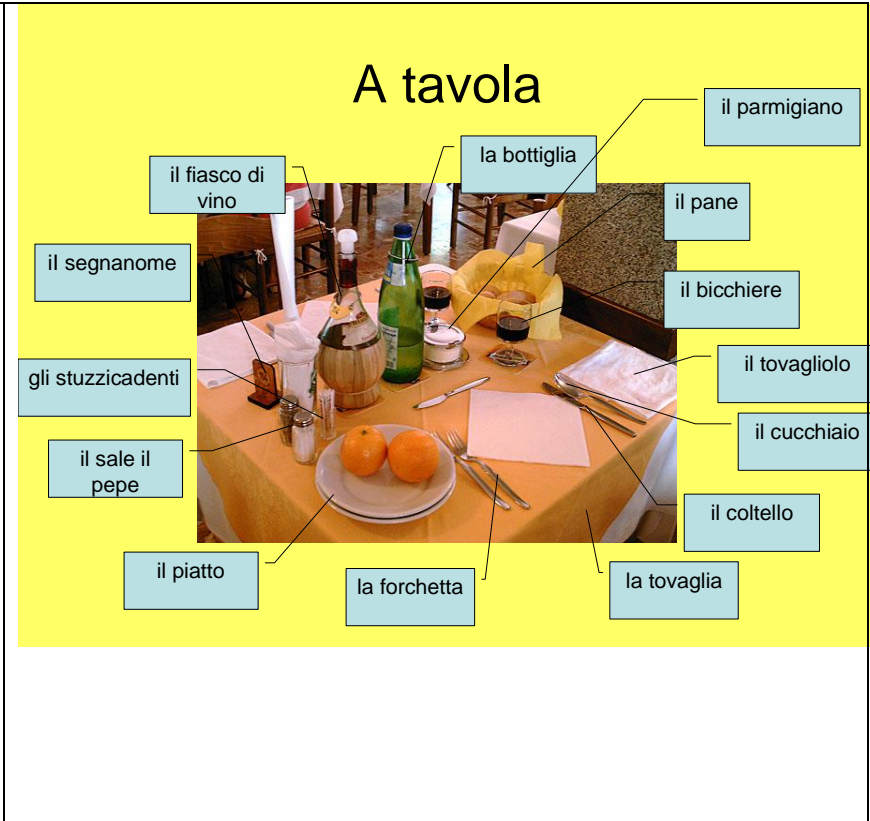 A tavola
il parmigiano
la bottiglia
il fiasco di
vino
il pane
il segnanome
il bicchiere
il tovagliolo
gli stuzzicadenti
il cucchiaio
il sale il
pepe
il coltello
il piatto
la forchetta
la tovaglia